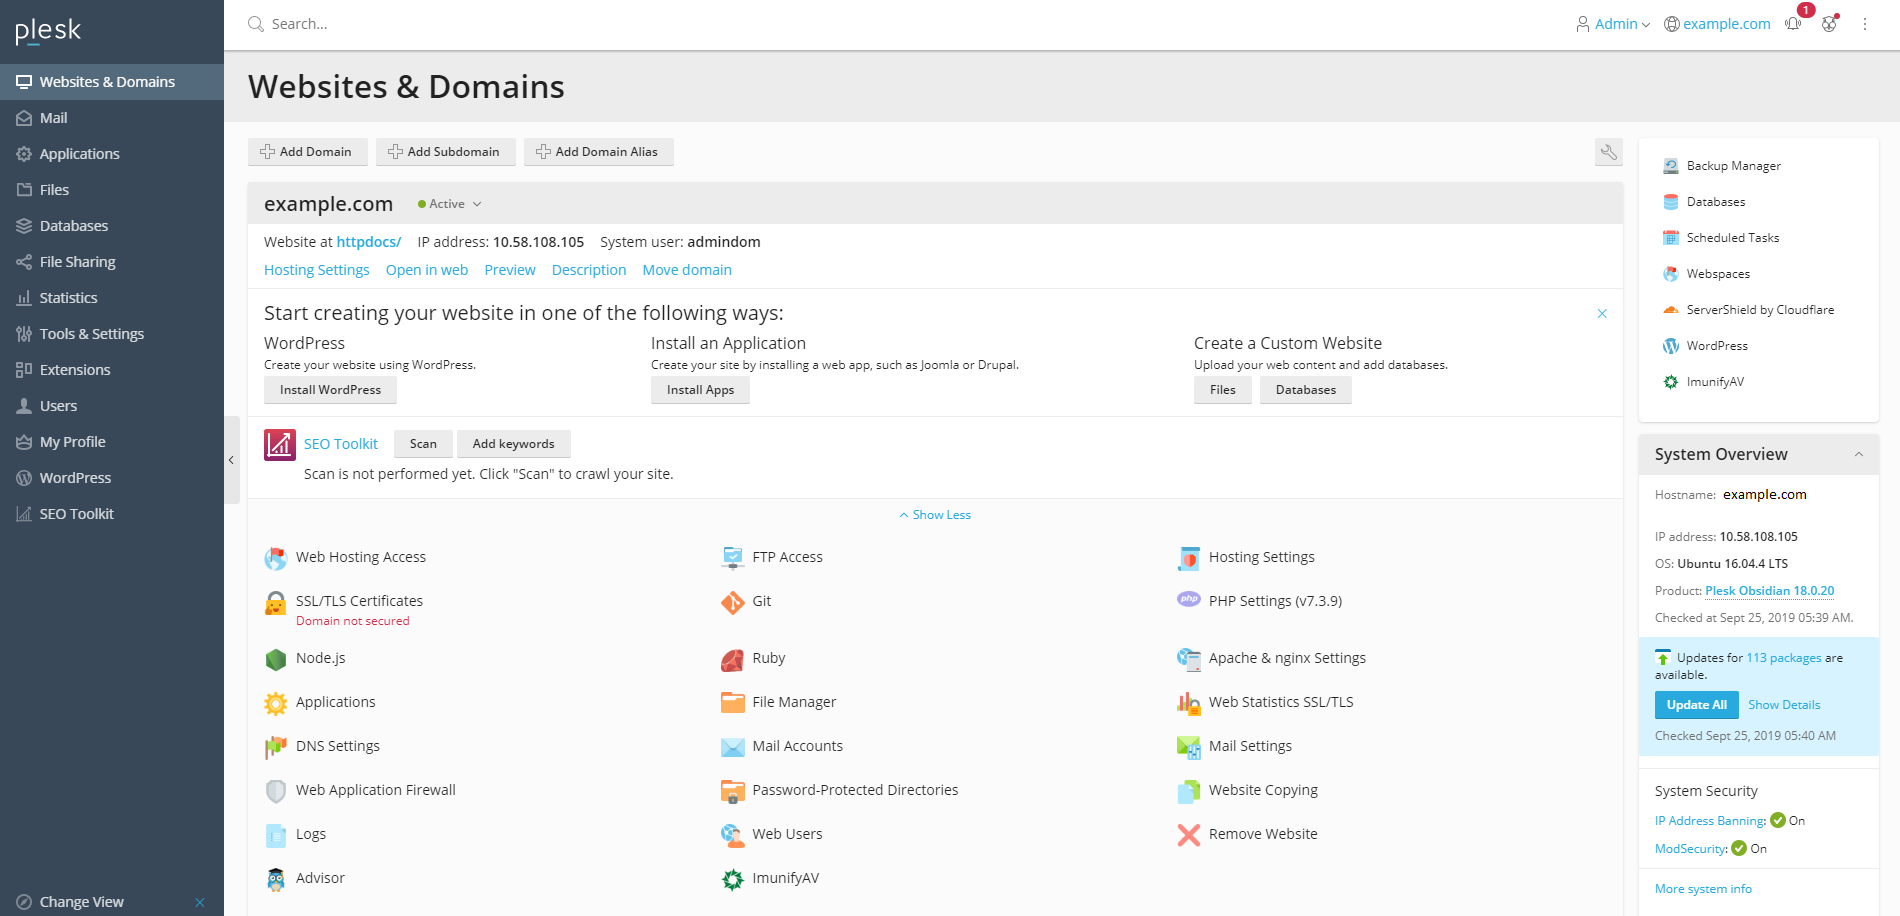 plesk
Search...
Admin
example.com
1
Websites & Domains
Mail
Applications
Files
Databases
File Sharing
Statistics
Tools & Settings
Extensions
Users
My Profile
WordPress
SEO Toolkit
Change View
Websites & Domains
Add Domain
Add Subdomain
Add Domain Alias
example.com
Active
Website at httpdocs/ IP address: 10.58.108.105 System user: admindom
Hosting Settings Open in web Preview Description Move domain
Start creating your website in one of the following ways:
WordPress
Create your website using WordPress.
Install WordPress
Install an Application
Create your site by installing a web app, such as Joomla or Drupal.
Install Apps
Create a Custom Website
Upload your web content and add databases.
Files
Databases
SEO Toolkit
Scan
Add keywords
Scan is not performed yet. Click "Scan" to crawl your site.
Show Less
Web Hosting Access
FTP Access
Hosting Settings
SSL/TLS Certificates
Domain not secured
Git
php
PHP Settings (v7.3.9)
Node.js
Ruby
Apache & nginx Settings
Applications
File Manager
Web Statistics SSL/TLS
DNS Settings
Mail Accounts
Mail Settings
Web Application Firewall
Password-Protected Directories
Website Copying
Logs
Web Users
Remove Website
Advisor
ImunifyAV
Backup Manager
Databases
Scheduled Tasks
Webspaces
ServerShield by Cloudflare
WordPress
ImunifyAV
System Overview
Hostname: example.com
IP address: 10.58.108.105
OS: Ubuntu 16.04.4 LTS
Product: Plesk Obsidian 18.0.20
Checked at Sept 25, 2019 05:39 AM.
Updates for 113 packages are
available.
Update All
Show Details
Checked Sept 25, 2019 05:40 AM
System Security
IP Address Banning: On
ModSecurity: On
More system info